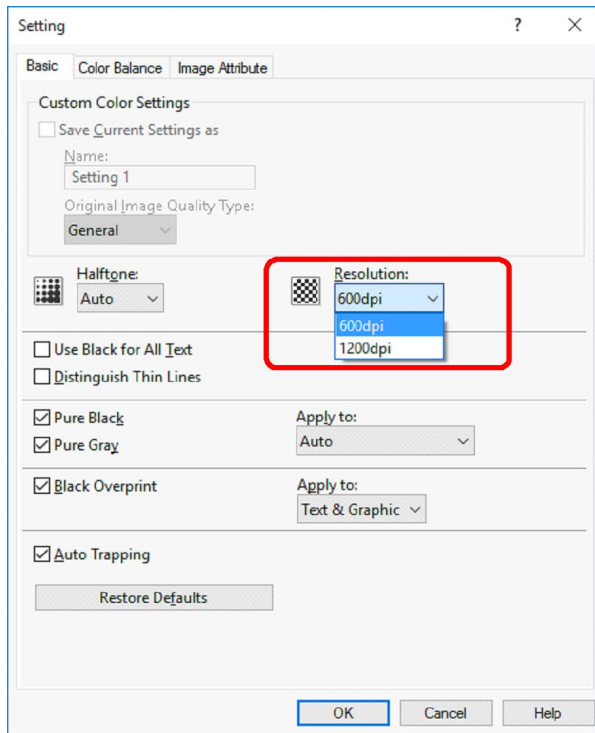 Setting
Basic Color Balance Image Attribute
Custom Color Settings
Save Current Settings as
Name:
Setting 1
Original Image Quality Type:
General
Halftone: Resolution:
Auto 600dpi
600dpi
1200dpi
Use Black for All Text
Distinguish Thin Lines
Pure Black Apply to:
Pure Gray Auto
Black Overprint Apply to:
Text & Graphic
Auto Trapping
Restore Defaults
OK Cancel Help